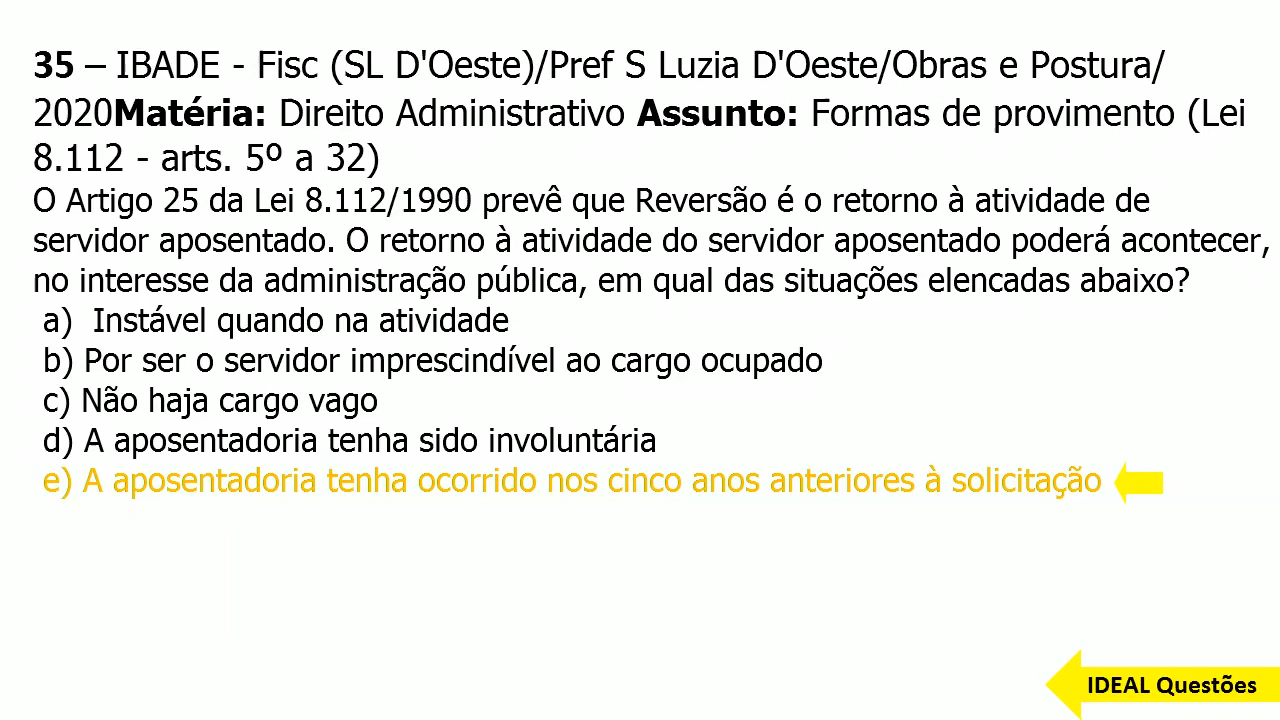 35 – IBADE - Fisc (SL D'Oeste)/Pref S Luzia D'Oeste/Obras e Postura/
2020Matéria: Direito Administrativo Assunto: Formas de provimento (Lei
8.112 - arts. 5º a 32)
O Artigo 25 da Lei 8.112/1990 prevê que Reversão é o retorno à atividade de
servidor aposentado. O retorno à atividade do servidor aposentado poderá acontecer,
no interesse da administração pública, em qual das situações elencadas abaixo?
a) Instável quando na atividade
b) Por ser o servidor imprescindível ao cargo ocupado
c) Não haja cargo vago
d) A aposentadoria tenha sido involuntária
e) A aposentadoria tenha ocorrido nos cinco anos anteriores à solicitação
IDEAL Questões